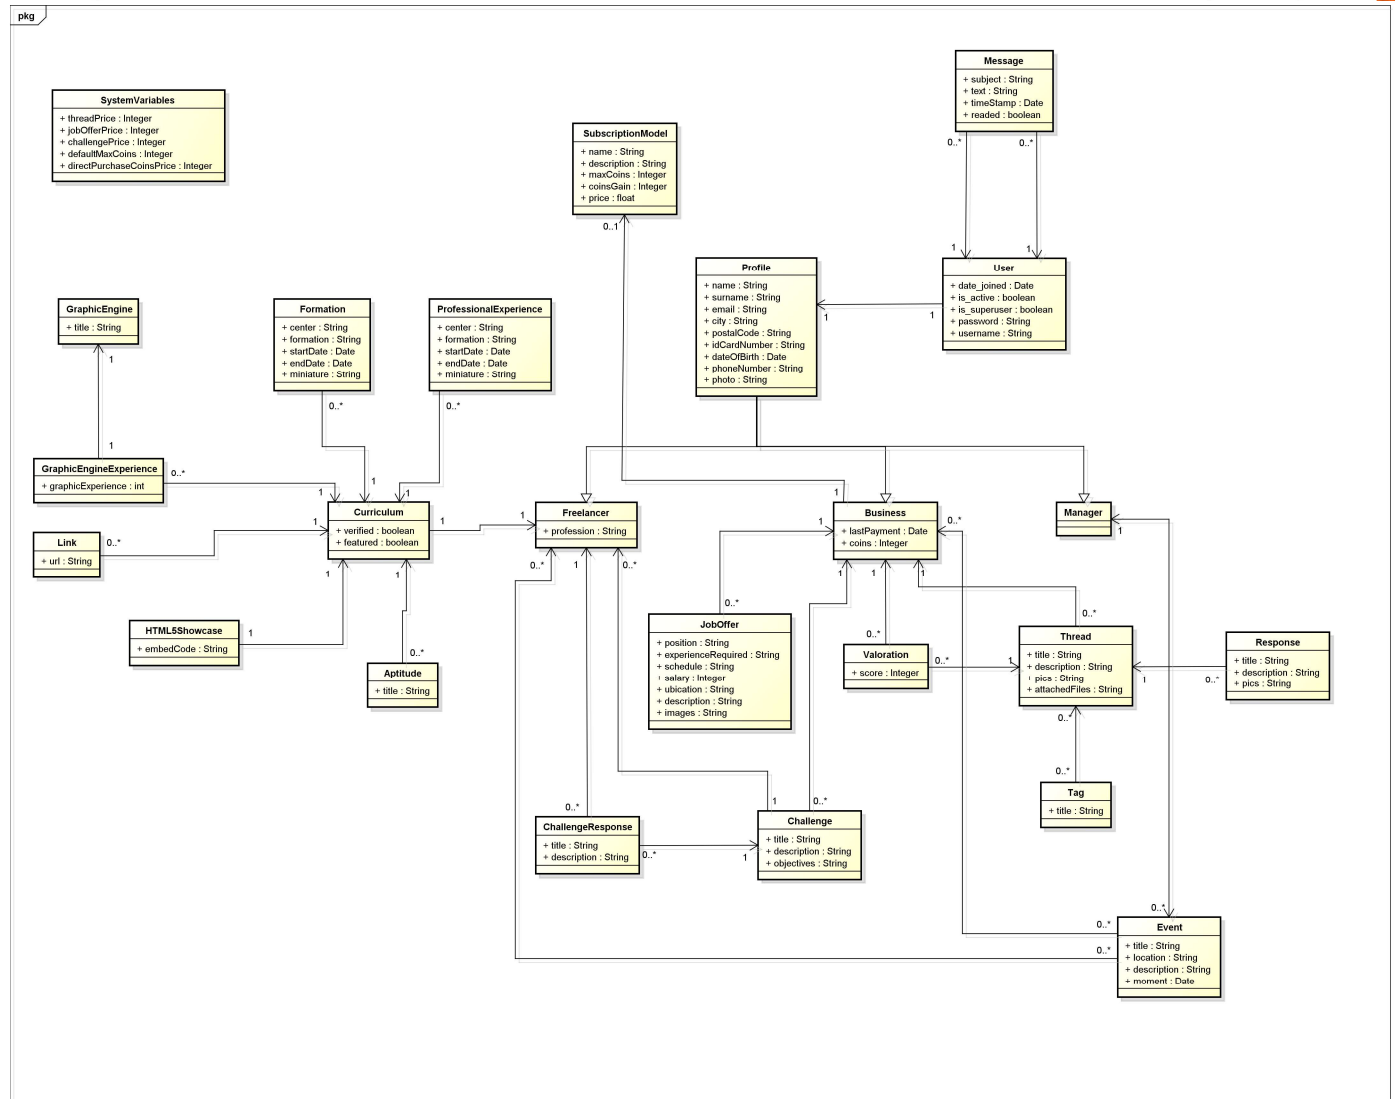 pkg
Message
+ subject : String
+ text : String
+ timeStamp : Date
+ readed : boolean
0..*
0..*
SystemVariables
+ threadPrice : Integer
+ jobOfferPrice : Integer
+ challengePrice : Integer
+ defaultMaxCoins : Integer
+ directPurchaseCoinsPrice : Integer
SubscriptionModel
+ name : String
+ description : String
+ maxCoins : Integer
+ coinsGain : Integer
+ price : float
0..1
1
1
Profile
+ name : String
+ surname : String
+ email : String
+ city : String
+ postalCode : String
+ idCardNumber : String
+ dateOfBirth : Date
+ phoneNumber : String
+ photo : String
User
+ date_joined : Date
+ is_active : boolean
+ is_superuser : boolean
+ password : String
+ username : String
1
1
GraphicEngine
+ title : String
1
1
Formation
+ center : String
+ formation : String
+ startDate : Date
+ endDate : Date
+ miniature : String
0..*
ProfessionalExperience
+ center : String
+ formation : String
+ startDate : Date
+ endDate : Date
+ miniature : String
0..*
GraphicEngineExperience
+ graphicExperience : int
0..*
1
1
1
Curriculum
+ verified : boolean
+ featured : boolean
1
1
1
1
1
Freelancer
+ profession : String
0..*
1
0..*
1
Business
+ lastPayment : Date
+ coins : Integer
1
0..*
1
1
1
Manager
1
Link
+ url : String
0..*
HTML5Showcase
+ embedCode : String
1
Aptitude
+ title : String
0..*
JobOffer
+ position : String
+ experienceRequired : String
+ schedule : String
+ salary : Integer
+ ubication : String
+ description : String
+ images : String
0..*
Valoration
+ score : Integer
0..*
0..*
1
Thread
+ title : String
+ description : String
+ pics : String
+ attachedFiles : String
0..*
1
0..*
Response
+ title : String
+ description : String
+ pics : String
0..*
Tag
+ title : String
0..*
ChallengeResponse
+ title : String
+ description : String
0..*
0..*
1
Challenge
+ title : String
+ description : String
+ objectives : String
1
0..*
Event
+ title : String
+ location : String
+ description : String
+ moment : Date
0..*
0..*
0..*